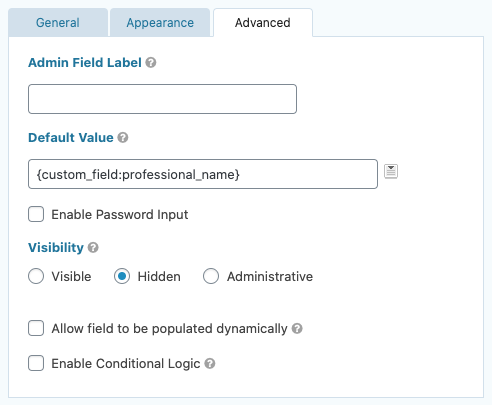 General Appearance Advanced
Admin Field Label ?
Default Value ?
{custom_field:professional_name}
Enable Password Input
Visibility ?
Visible Hidden Administrative
Allow field to be populated dynamically ?
Enable Conditional Logic ?